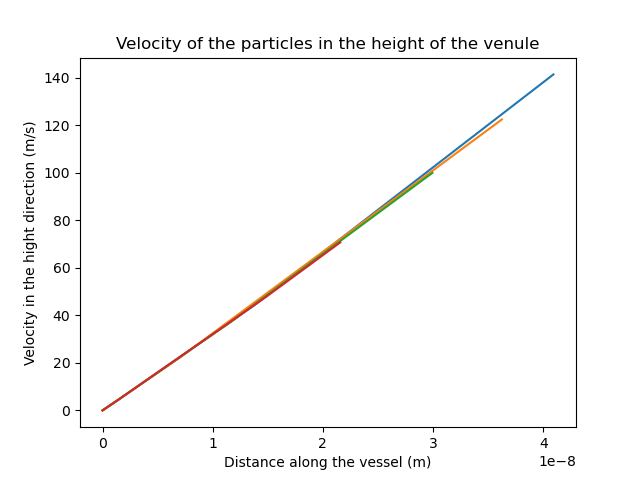 Velocity of the particles in the height of the venule
Velocity in the hight direction (m/s)
140
120
100
80
60
40
20
0
0 1 2 3 4
1e−8
Distance along the vessel (m)